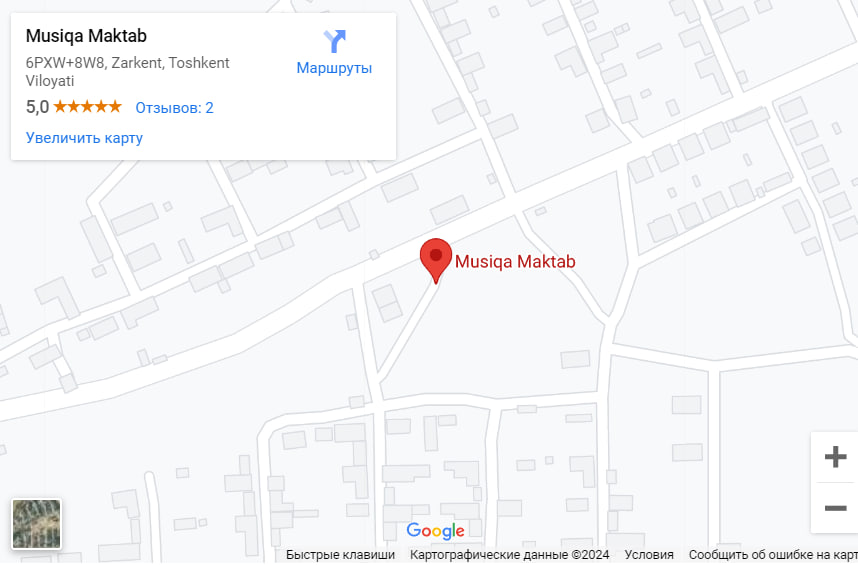 Musiqa Maktab
6PXW+8W8, Zarkent, Toshkent
Viloyati
Маршруты
5,0 Отзывов: 2
Увеличить карту
Musiqa Maktab
Google
Быстрые клавиши Картографические данные ©2024 Условия Сообщить об ошибке на карт